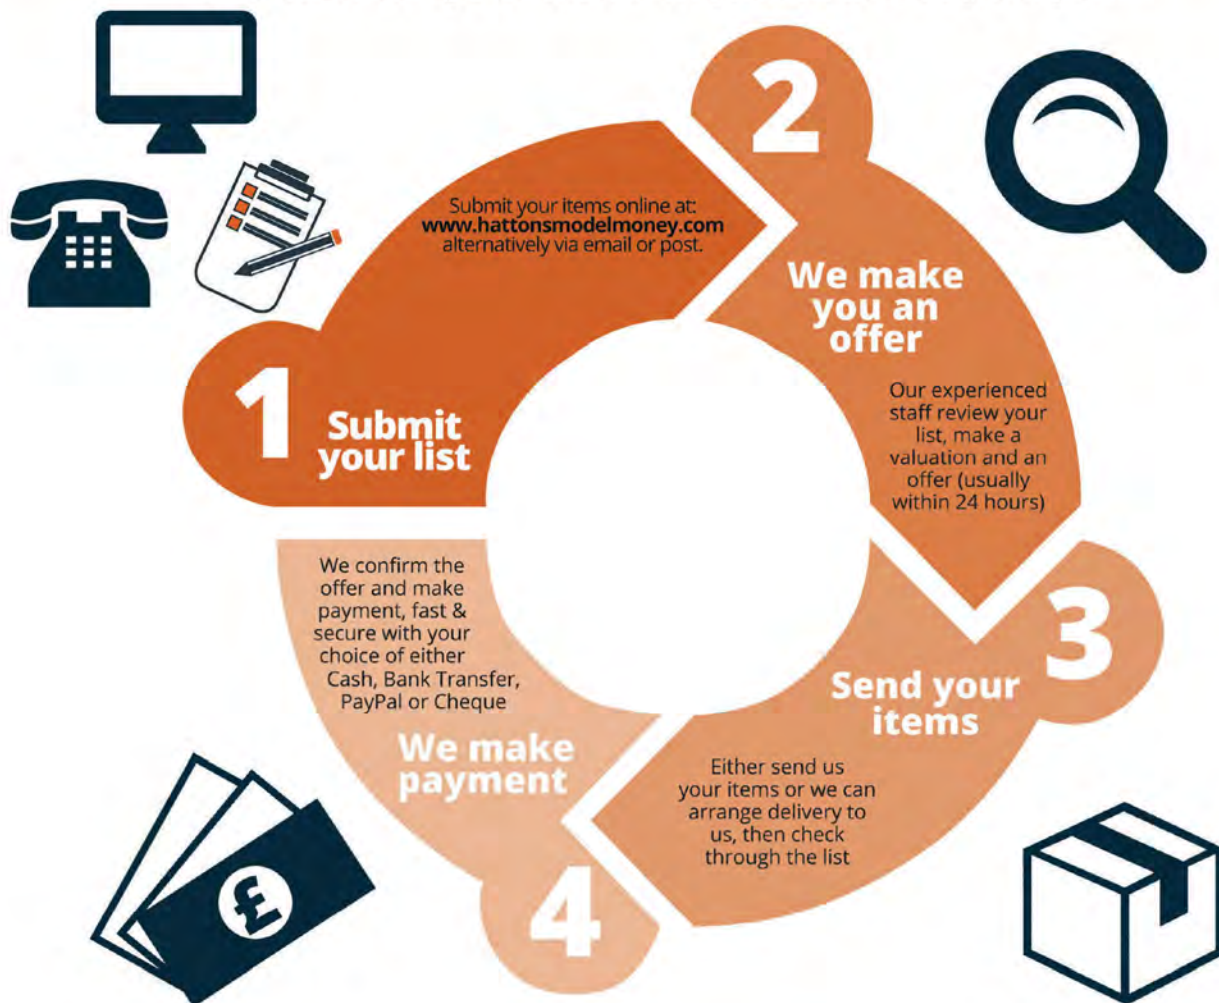 1
Submit
your list
Submit your items online at:
www.hattonsmodelmoney.com
alternatively via email or post.
2
We make
you an
offer
Our experienced
staff review your
list, make a
valuation and an
offer (usually
within 24 hours)
3
Send your
items
Either send us
your items or we can
arrange delivery to
us, then check
through the list
4
We make
payment
We confirm the
offer and make
payment, fast &
secure with your
choice of either
Cash, Bank Transfer,
PayPal or Cheque
£